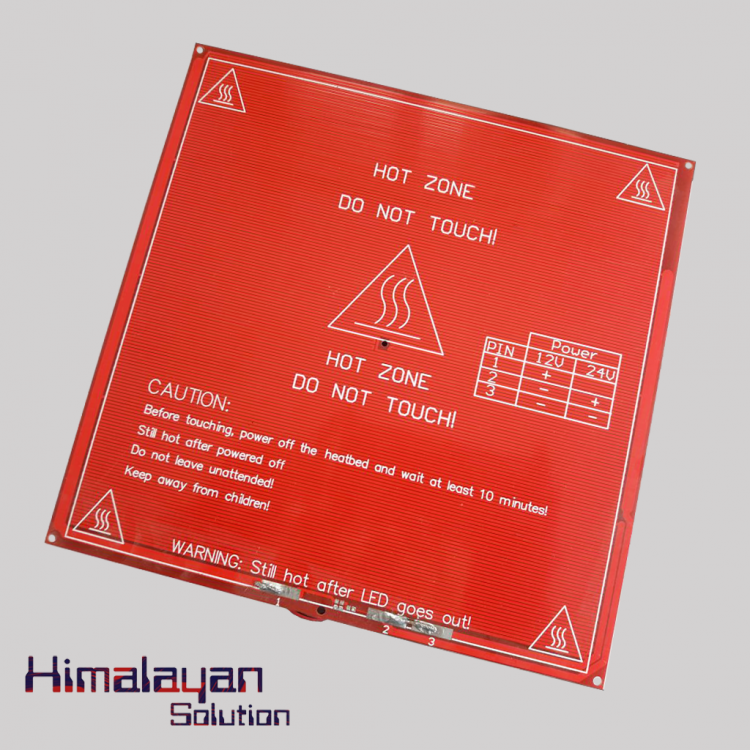 HOT ZONE
DO NOT TOUCH!
HOT ZONE
DO NOT TOUCH!
PIN Power
1 12V 24V
2 + -
3 - +
- -
CAUTION:
Before touching, power off the heatbed and wait at least 10 minutes!
Still hot after powered off
Do not leave unattended!
Keep away from children!
WARNING: Still hot after LED goes out!
1
2 3
Himalayan
Solution